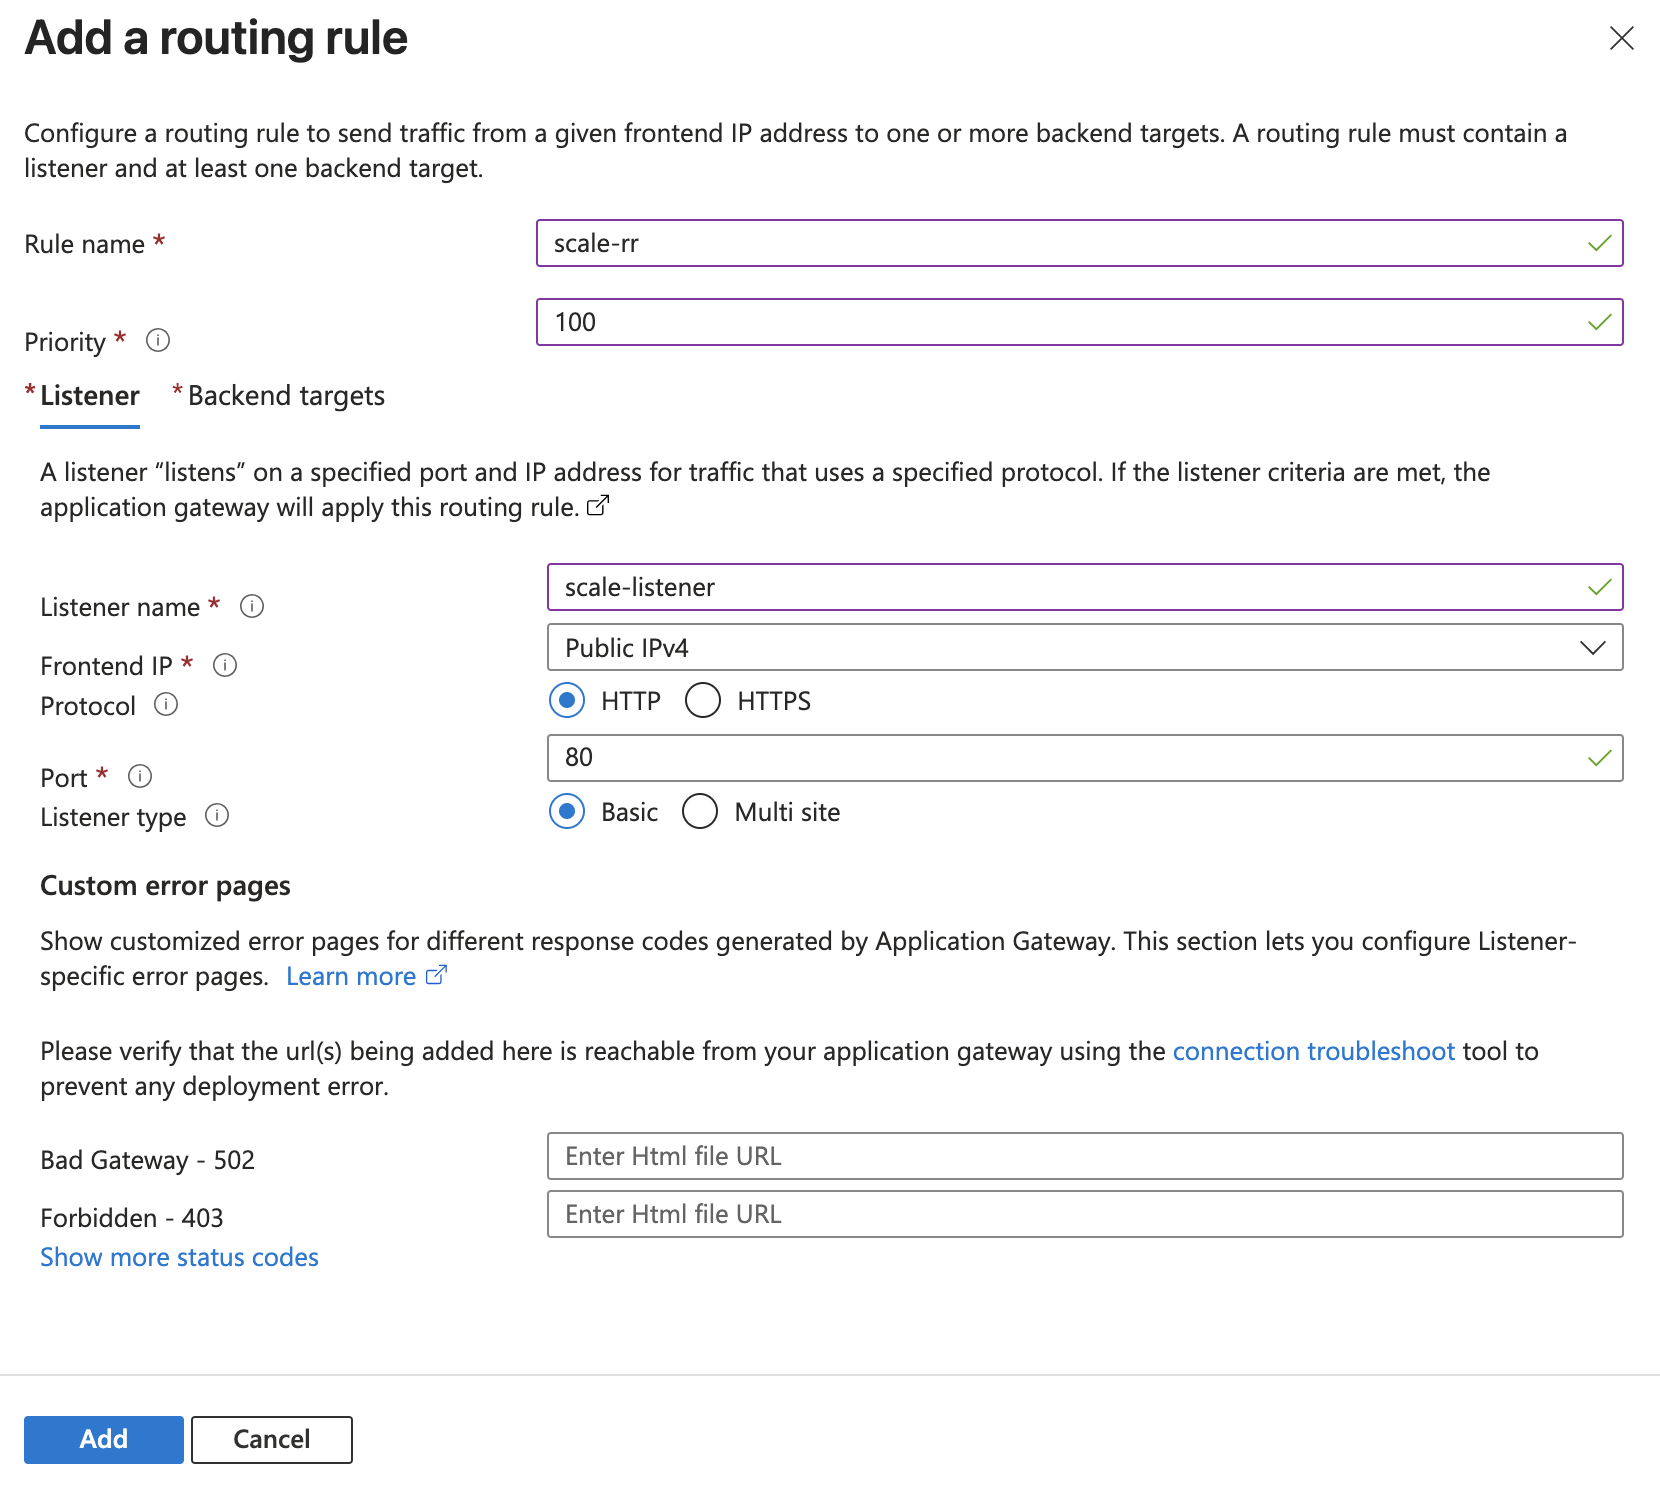 Add a routing rule
Configure a routing rule to send traffic from a given frontend IP address to one or more backend targets. A routing rule must contain a
listener and at least one backend target.
Rule name *
scale-rr
Priority *
100
* Listener
* Backend targets
A listener “listens” on a specified port and IP address for traffic that uses a specified protocol. If the listener criteria are met, the
application gateway will apply this routing rule.
Listener name *
scale-listener
Frontend IP *
Public IPv4
Protocol
HTTP
HTTPS
Port *
80
Listener type
Basic
Multi site
Custom error pages
Show customized error pages for different response codes generated by Application Gateway. This section lets you configure Listener-
specific error pages. Learn more
Please verify that the url(s) being added here is reachable from your application gateway using the connection troubleshoot tool to
prevent any deployment error.
Bad Gateway - 502
Enter Html file URL
Forbidden - 403
Enter Html file URL
Show more status codes
Add
Cancel